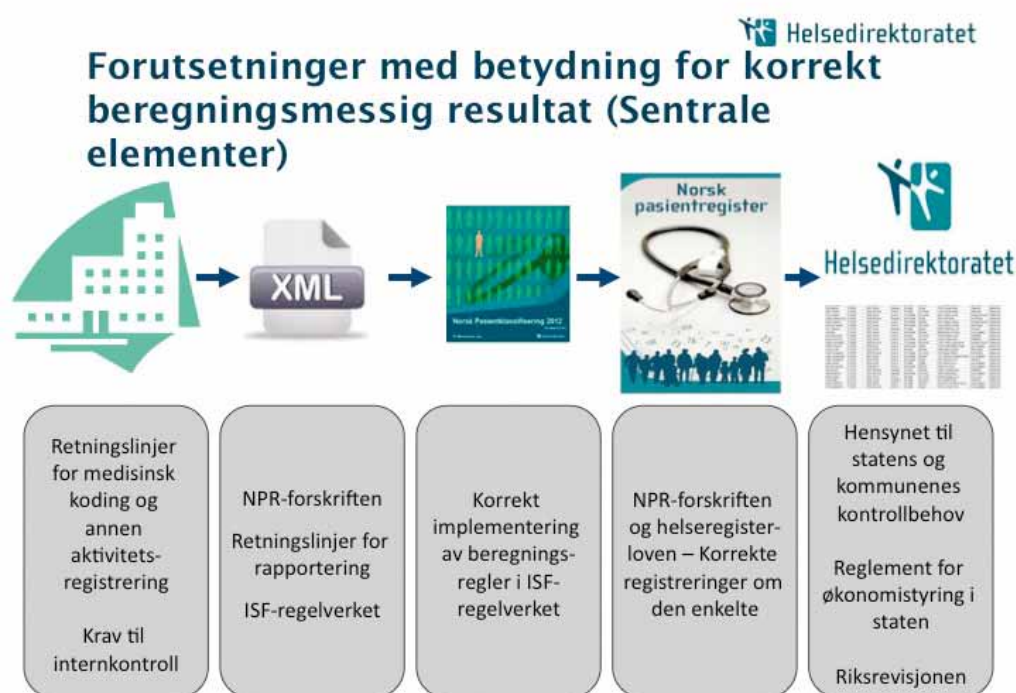 Helsedirektoratet
Forutsetninger med betydning for korrekt
beregningsmessig resultat (Sentrale
elementer)
XML
Norsk Pasientklassifisering 2012
Norsk
pasientregister
Helsedirektoratet
Retningslinjer
for medisinsk
koding og
annen
aktivitets-
registrering
Krav til
internkontroll
NPR-forskriften
Retningslinjer for
rapportering
ISF-regelverket
Korrekt
implementering
av beregnings-
regler i ISF-
regelverket
NPR-forskriften
og helseregister-
loven – Korrekte
registreringer om
den enkelte
Hensynet til
statens og
kommunenes
kontrollbehov
Reglement for
økonomistyring i
staten
Riksrevisjonen